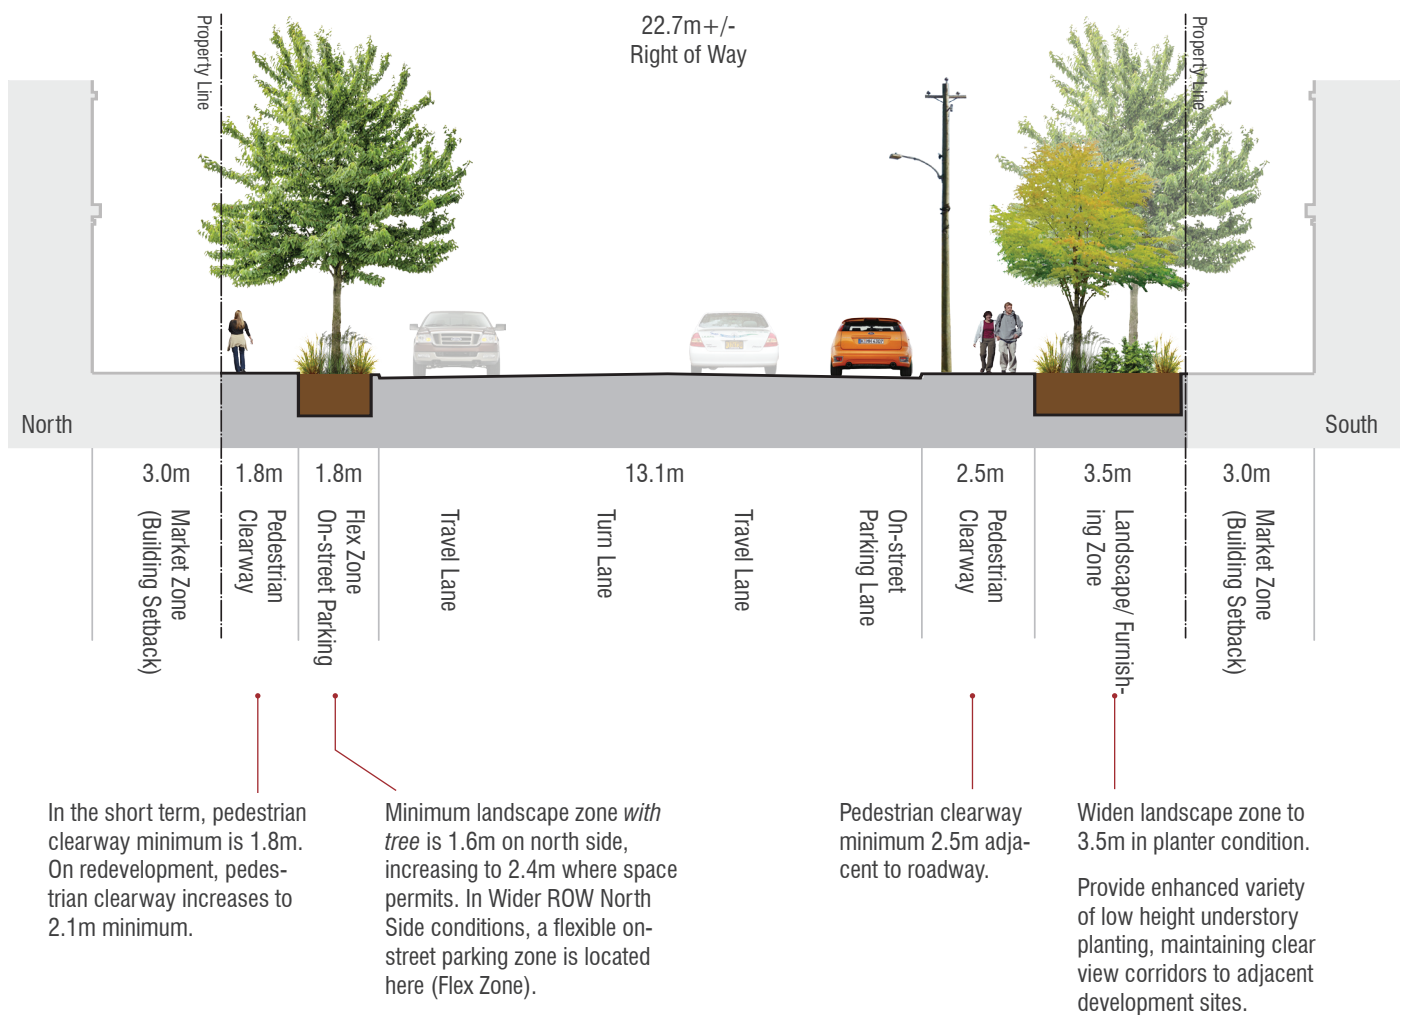 22.7m+/-
Right of Way
Property Line
Property Line
North
South
3.0m
1.8m
1.8m
13.1m
2.5m
3.5m
3.0m
Market Zone
(Building Setback)
Pedestrian
Clearway
Flex Zone
On-street Parking
Travel Lane
Turn Lane
Travel Lane
On-street
Parking Lane
Pedestrian
Clearway
Landscape/ Furnish-
ing Zone
Market Zone
(Building Setback)
In the short term, pedestrian
clearway minimum is 1.8m.
On redevelopment, pedes-
trian clearway increases to
2.1m minimum.
Minimum landscape zone with
tree is 1.6m on north side,
increasing to 2.4m where space
permits. In Wider ROW North
Side conditions, a flexible on-
street parking zone is located
here (Flex Zone).
Pedestrian clearway
minimum 2.5m adja-
cent to roadway.
Widen landscape zone to
3.5m in planter condition.
Provide enhanced variety
of low height understory
planting, maintaining clear
view corridors to adjacent
development sites.